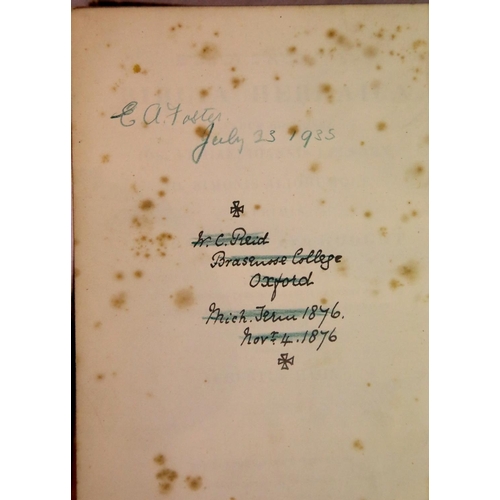 E A. Foster.
July 23 1935
W. C. Reid
Brasenose College
Oxford
Mich. Term 1876.
Novr. 4. 1876